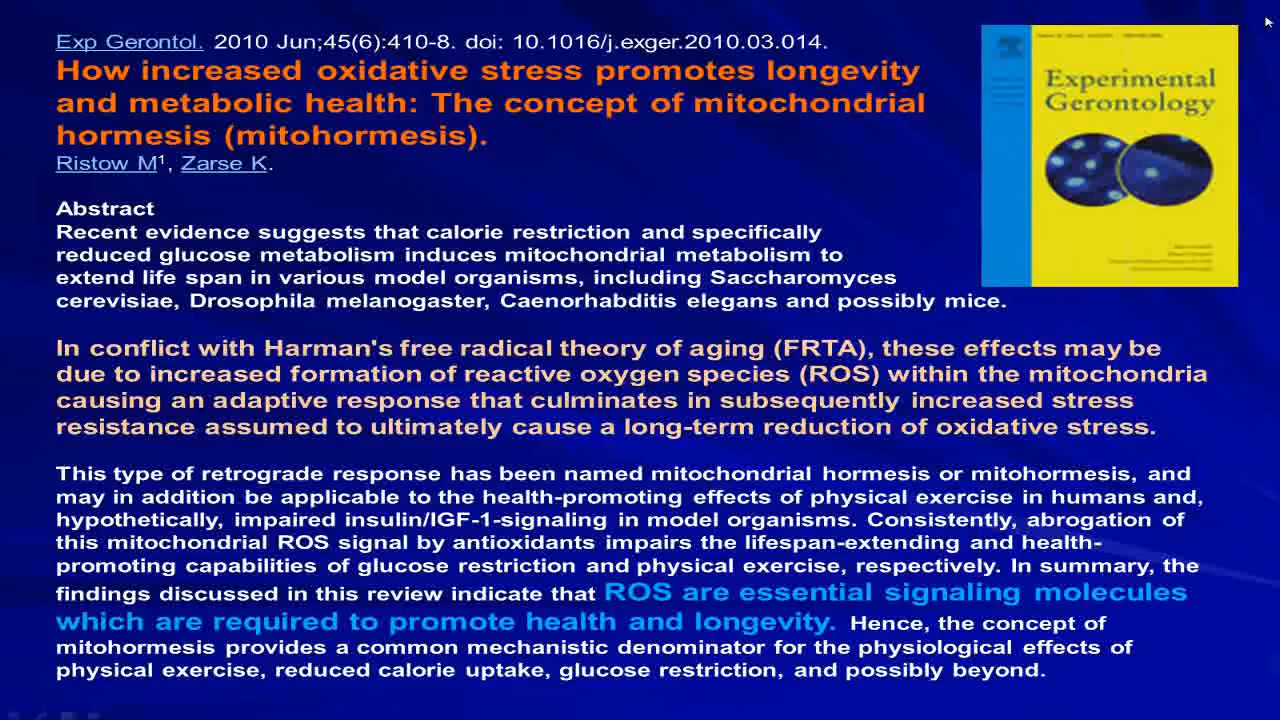 Exp Gerontol. 2010 Jun;45(6):410-8. doi: 10.1016/j.exger.2010.03.014.
How increased oxidative stress promotes longevity
and metabolic health: The concept of mitochondrial
hormesis (mitohormesis).
Ristow M1, Zarse K.
Experimental
Gerontology
Abstract
Recent evidence suggests that calorie restriction and specifically
reduced glucose metabolism induces mitochondrial metabolism to
extend life span in various model organisms, including Saccharomyces
cerevisiae, Drosophila melanogaster, Caenorhabditis elegans and possibly mice.
In conflict with Harman's free radical theory of aging (FRTA), these effects may be
due to increased formation of reactive oxygen species (ROS) within the mitochondria
causing an adaptive response that culminates in subsequently increased stress
resistance assumed to ultimately cause a long-term reduction of oxidative stress.
This type of retrograde response has been named mitochondrial hormesis or mitohormesis, and
may in addition be applicable to the health-promoting effects of physical exercise in humans and,
hypothetically, impaired insulin/IGF-1-signaling in model organisms. Consistently, abrogation of
this mitochondrial ROS signal by antioxidants impairs the lifespan-extending and health-
promoting capabilities of glucose restriction and physical exercise, respectively. In summary, the
findings discussed in this review indicate that ROS are essential signaling molecules
which are required to promote health and longevity. Hence, the concept of
mitohormesis provides a common mechanistic denominator for the physiological effects of
physical exercise, reduced calorie uptake, glucose restriction, and possibly beyond.